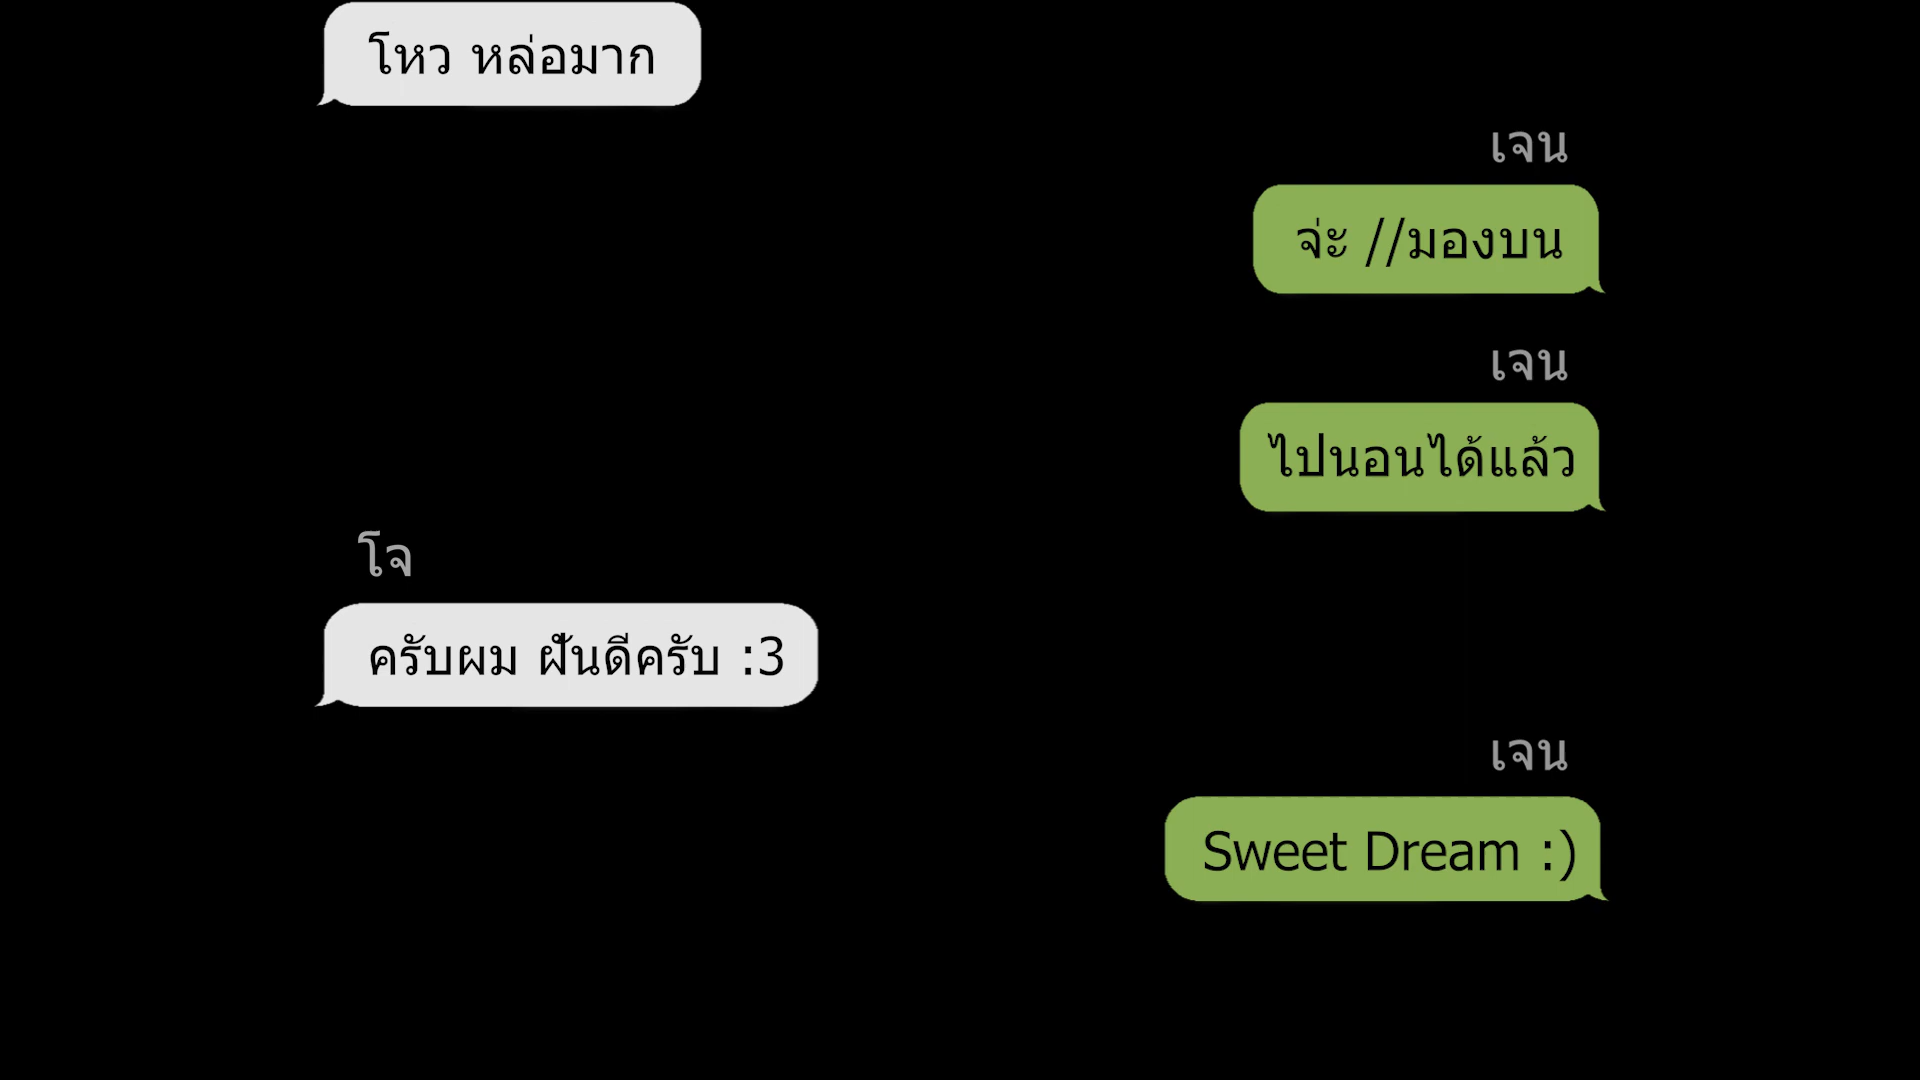 โหว หล่อมาก
เจน
จ่ะ //มองบน
เจน
ไปนอนได้แล้ว
โจ
ครับผม ฝันดีครับ :3
เจน
Sweet Dream :)